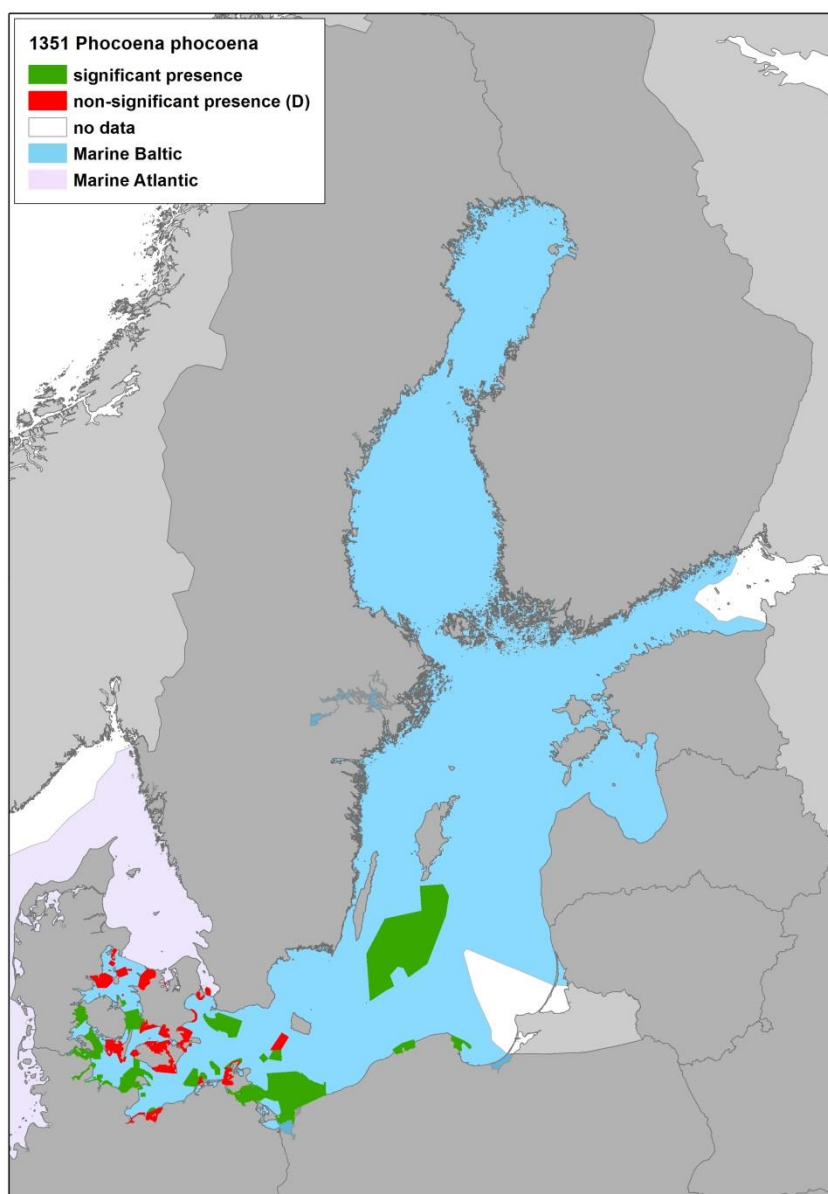 1351 Phocoena phocoena
significant presence
non-significant presence (D)
no data
Marine Baltic
Marine Atlantic